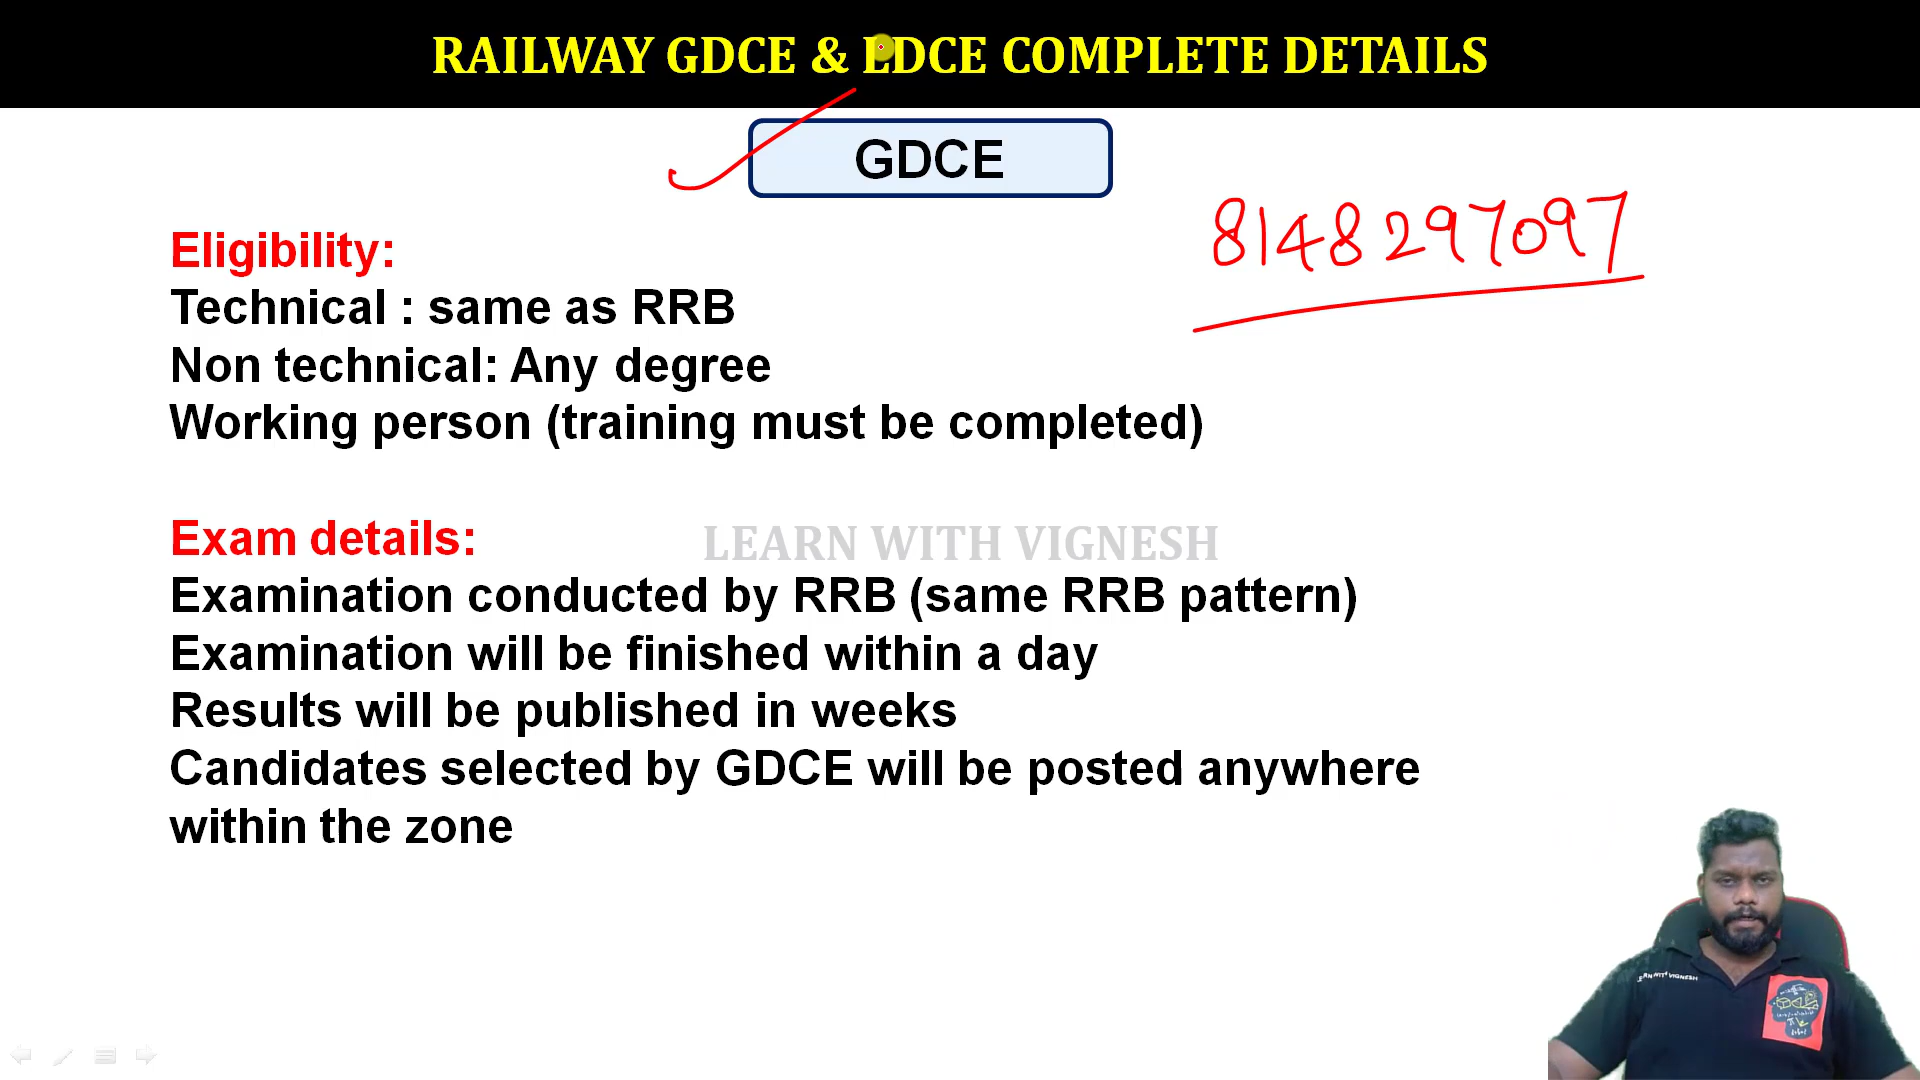 RAILWAY GDCE & LDCE COMPLETE DETAILS
GDCE
8148297097
Eligibility:
Technical : same as RRB
Non technical: Any degree
Working person (training must be completed)
Exam details:
LEARN WITH VIGNESH
Examination conducted by RRB (same RRB pattern)
Examination will be finished within a day
Results will be published in weeks
Candidates selected by GDCE will be posted anywhere
within the zone